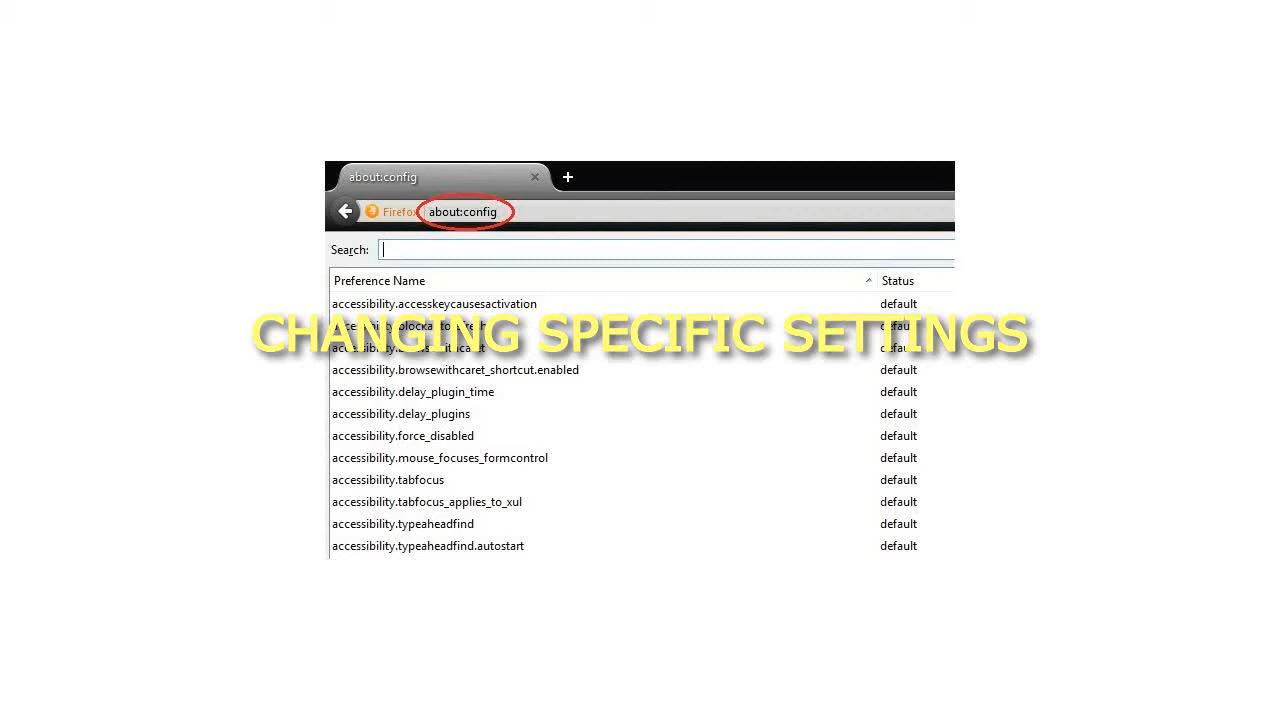 about:config
Firefox about:config
Search:
Preference Name Status
accessibility.accesskeycausesactivation default
CHANGING SPECIFIC SETTINGS
accessibility.browsewithcaret_shortcut.enabled default
accessibility.delay_plugin_time default
accessibility.delay_plugins default
accessibility.force_disabled default
accessibility.mouse_focuses_formcontrol default
accessibility.tabfocus default
accessibility.tabfocus_applies_to_xul default
accessibility.typeaheadfind default
accessibility.typeaheadfind.autostart default